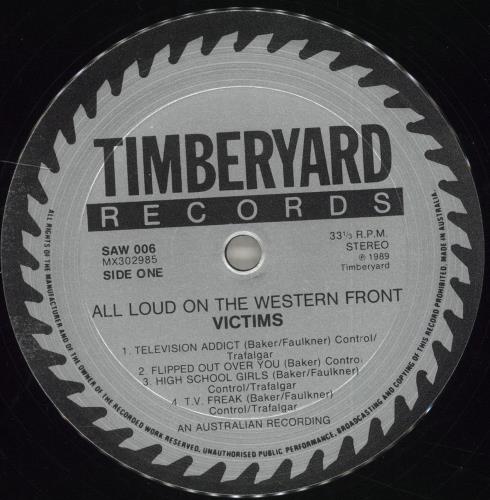 TIMBERYARD
RECORDS
SAW 006
MX302985
SIDE ONE
33⅓ R.P.M.
STEREO
℗ 1989
Timberyard
ALL LOUD ON THE WESTERN FRONT
VICTIMS
1. TELEVISION ADDICT (Baker/Faulkner) Control/
Trafalgar
2. FLIPPED OUT OVER YOU (Baker) Contro
3. HIGH SCHOOL GIRLS (Baker/Faulkner)
Control/Trafalgar
4. T.V. FREAK (Baker/Faulkner)
Control/Trafalgar
AN AUSTRALIAN RECORDING
ALL RIGHTS OF THE MANUFACTURER AND OF THE OWNER OF THE RECORDED WORK RESERVED. UNAUTHORISED PUBLIC PERFORMANCE, BROADCASTING AND COPYING OF THIS RECORD PROHIBITED. MADE IN AUSTRALIA.